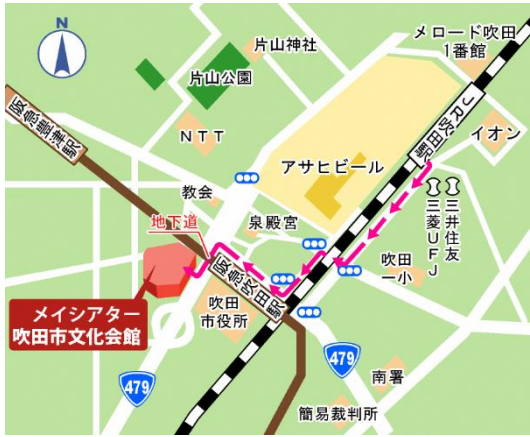 N
メロード吹田
1番館
片山神社
片山公園
JR吹田駅
阪急豊津駅
NTT
イオン
アサヒビール
三井住友
三菱UFJ
教会
地下道
泉殿宮
吹田
一小
阪急吹田駅
メイシアター
吹田市文化会館
吹田
市役所
479
479
南署
簡易裁判所